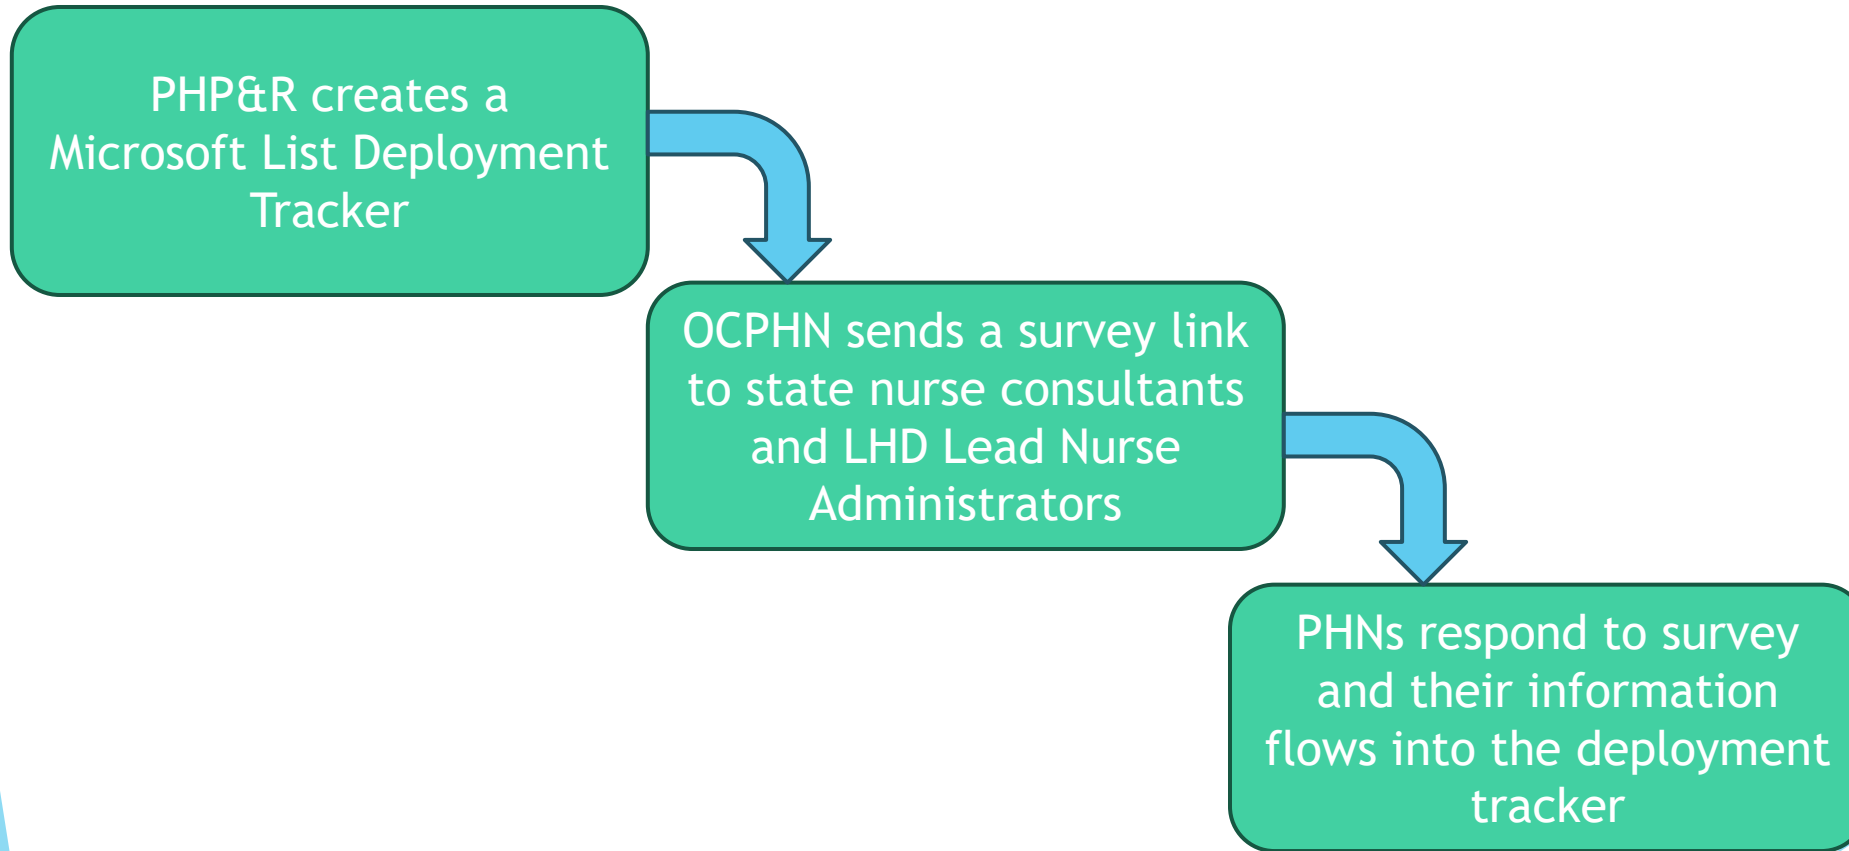 PHP&R creates a
Microsoft List Deployment
Tracker
OCPHN sends a survey link
to state nurse consultants
and LHD Lead Nurse
Administrators
PHNs respond to survey
and their information
flows into the deployment
tracker